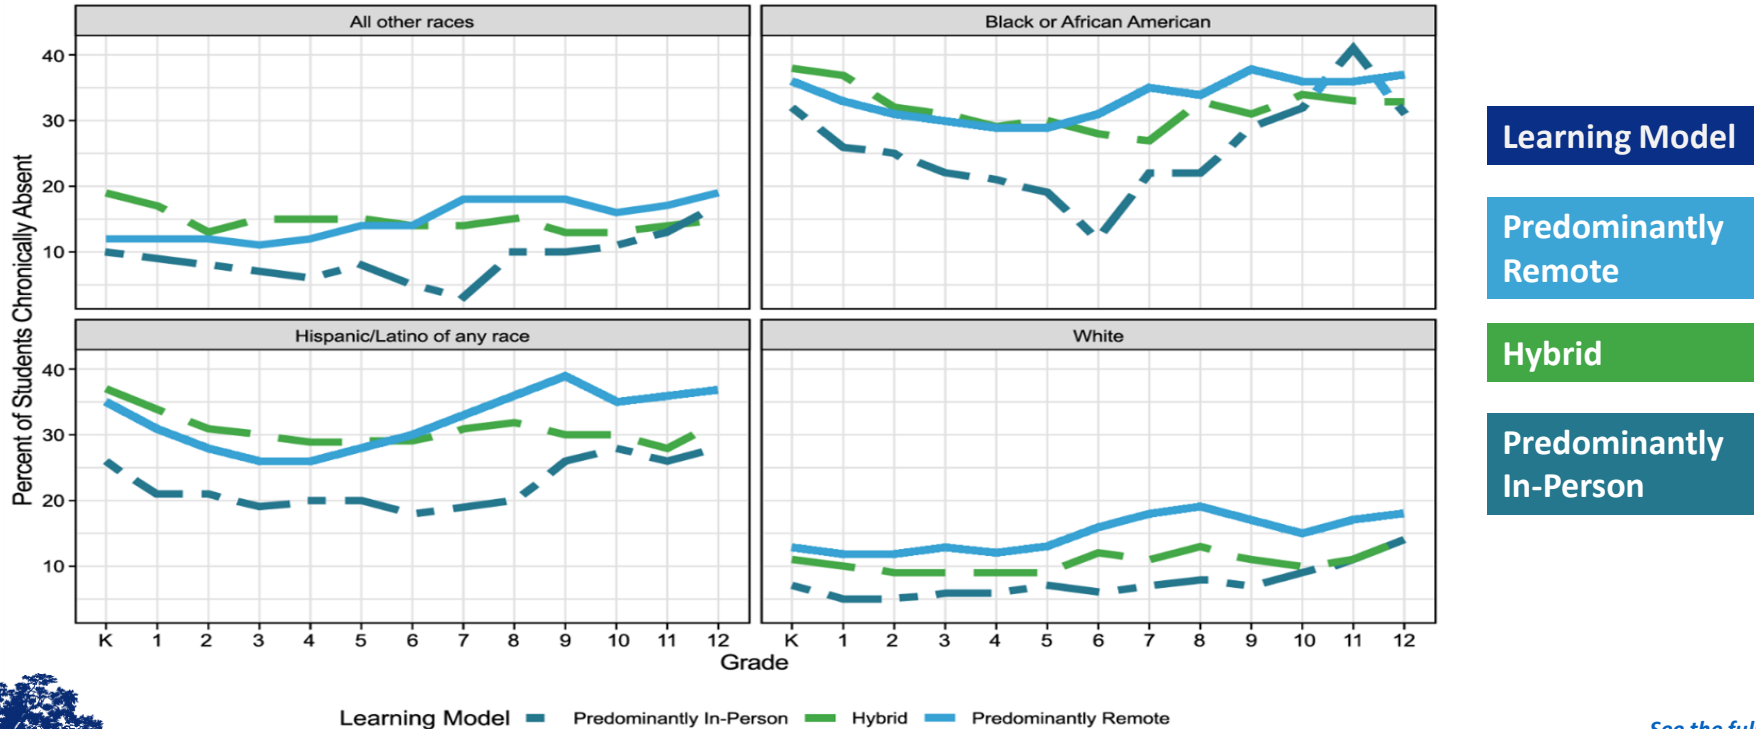 All other races
Black or African American
40
30
20
10
40
30
20
10
Percent of Students Chronically Absent
Hispanic/Latino of any race
White
K 1 2 3 4 5 6 7 8 9 10 11 12
K 1 2 3 4 5 6 7 8 9 10 11 12
Grade
Learning Model
Predominantly In-Person
Hybrid
Predominantly Remote
Learning Model
Predominantly
Remote
Hybrid
Predominantly
In-Person
See the